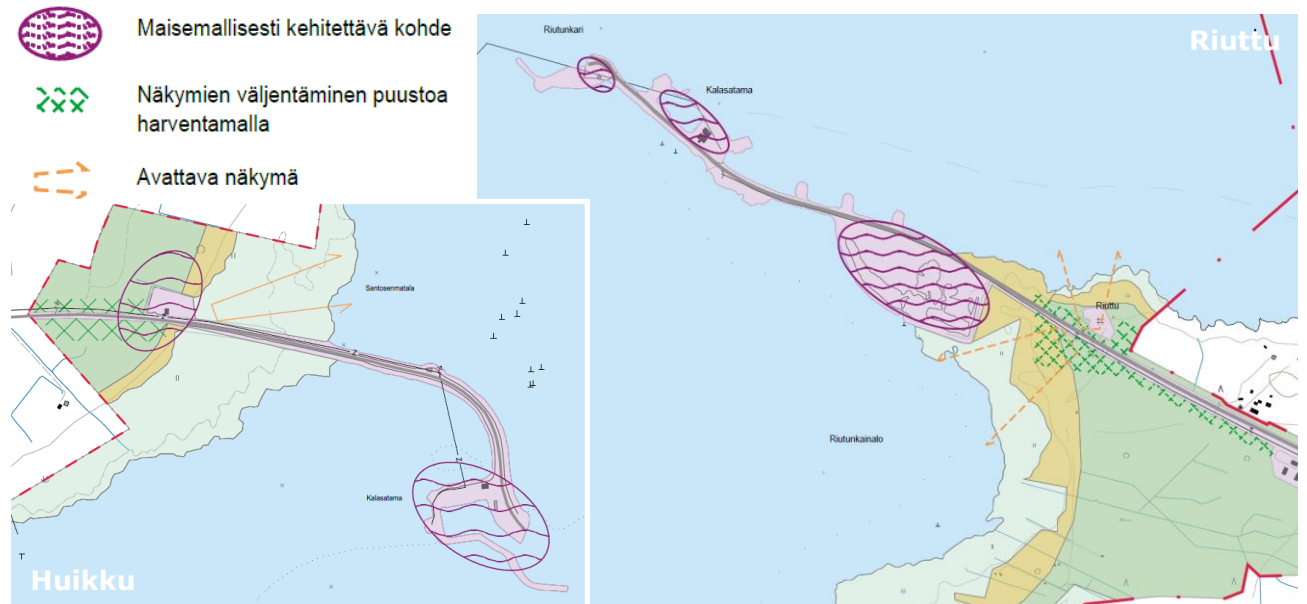 Maisemallisesti kehitettävä kohde
Näkymien väljentäminen puustoa
harventamalla
Avattava näkymä
Riuttu
Riutunkari
Kalasatama
Riuttu
Riutunkainalo
Santosenmatala
Kalasatama
Huikku